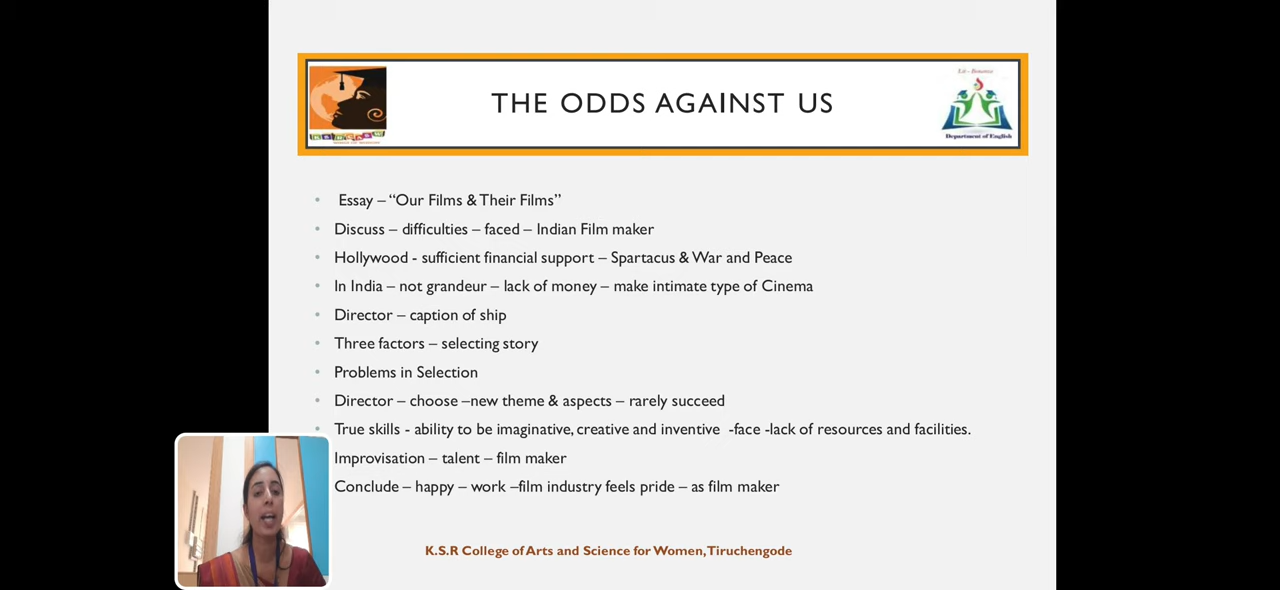 THE ODDS AGAINST US
Department of English
• Essay – “Our Films & Their Films”
• Discuss – difficulties – faced – Indian Film maker
• Hollywood - sufficient financial support – Spartacus & War and Peace
• In India – not grandeur – lack of money – make intimate type of Cinema
• Director – caption of ship
• Three factors – selecting story
• Problems in Selection
• Director – choose –new theme & aspects – rarely succeed
• True skills - ability to be imaginative, creative and inventive -face -lack of resources and facilities.
Improvisation – talent – film maker
Conclude – happy – work –film industry feels pride – as film maker
K.S.R College of Arts and Science for Women, Tiruchengode